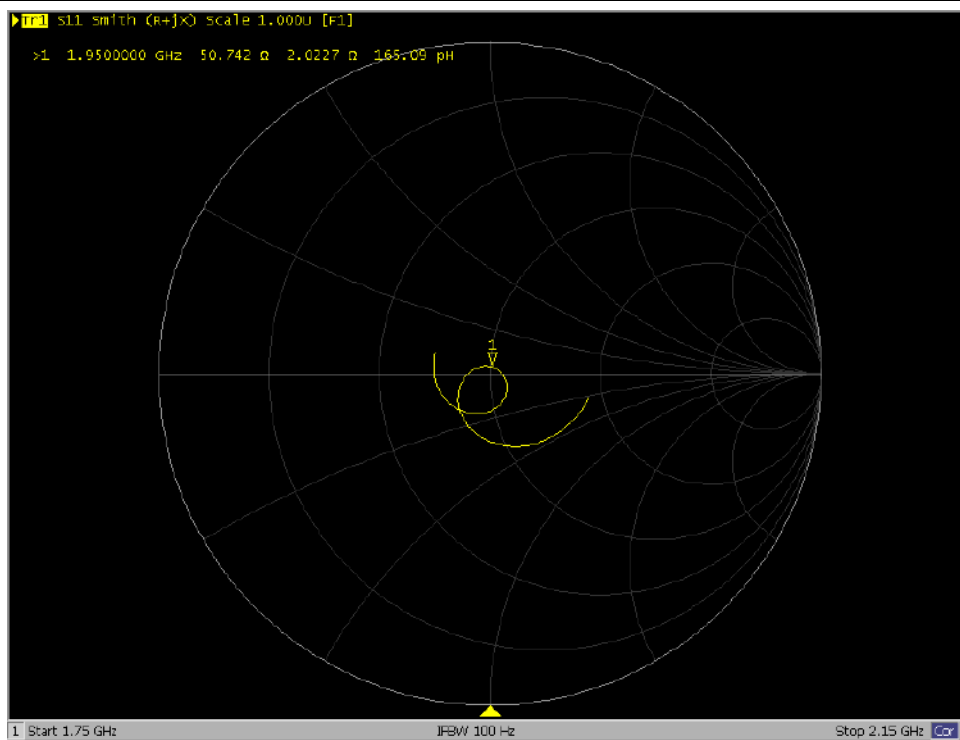 Tr1 S11 Smith (R+jX) Scale 1.000U [F1]
>1 1.9500000 GHz 50.742 Ω 2.0227 Ω 165.09 pH
1
1 Start 1.75 GHz IFBW 100 Hz Stop 2.15 GHz Cor